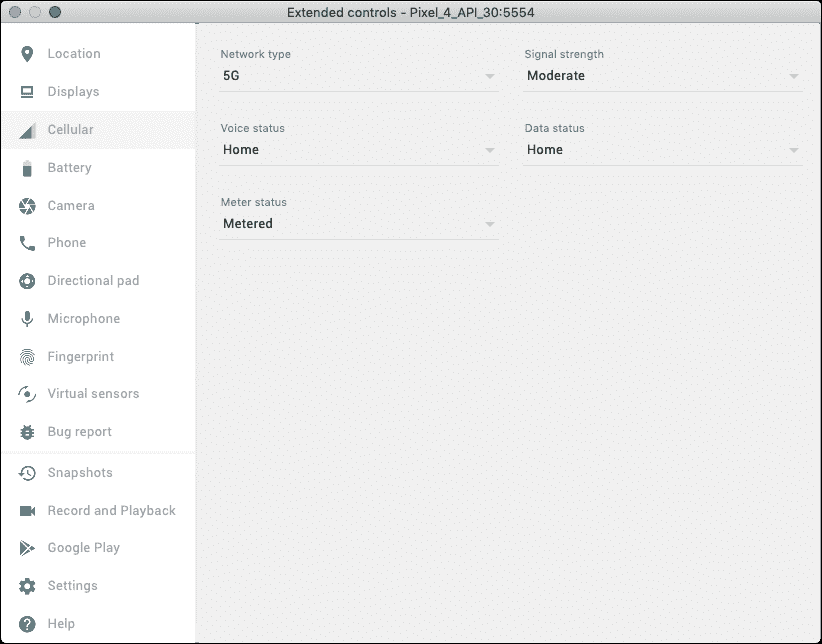 Extended controls - Pixel_4_API_30:5554
Location
Displays
Cellular
Battery
Camera
Phone
Directional pad
Microphone
Fingerprint
Virtual sensors
Bug report
Snapshots
Record and Playback
Google Play
Settings
Help
Network type
5G
Signal strength
Moderate
Voice status
Home
Data status
Home
Meter status
Metered